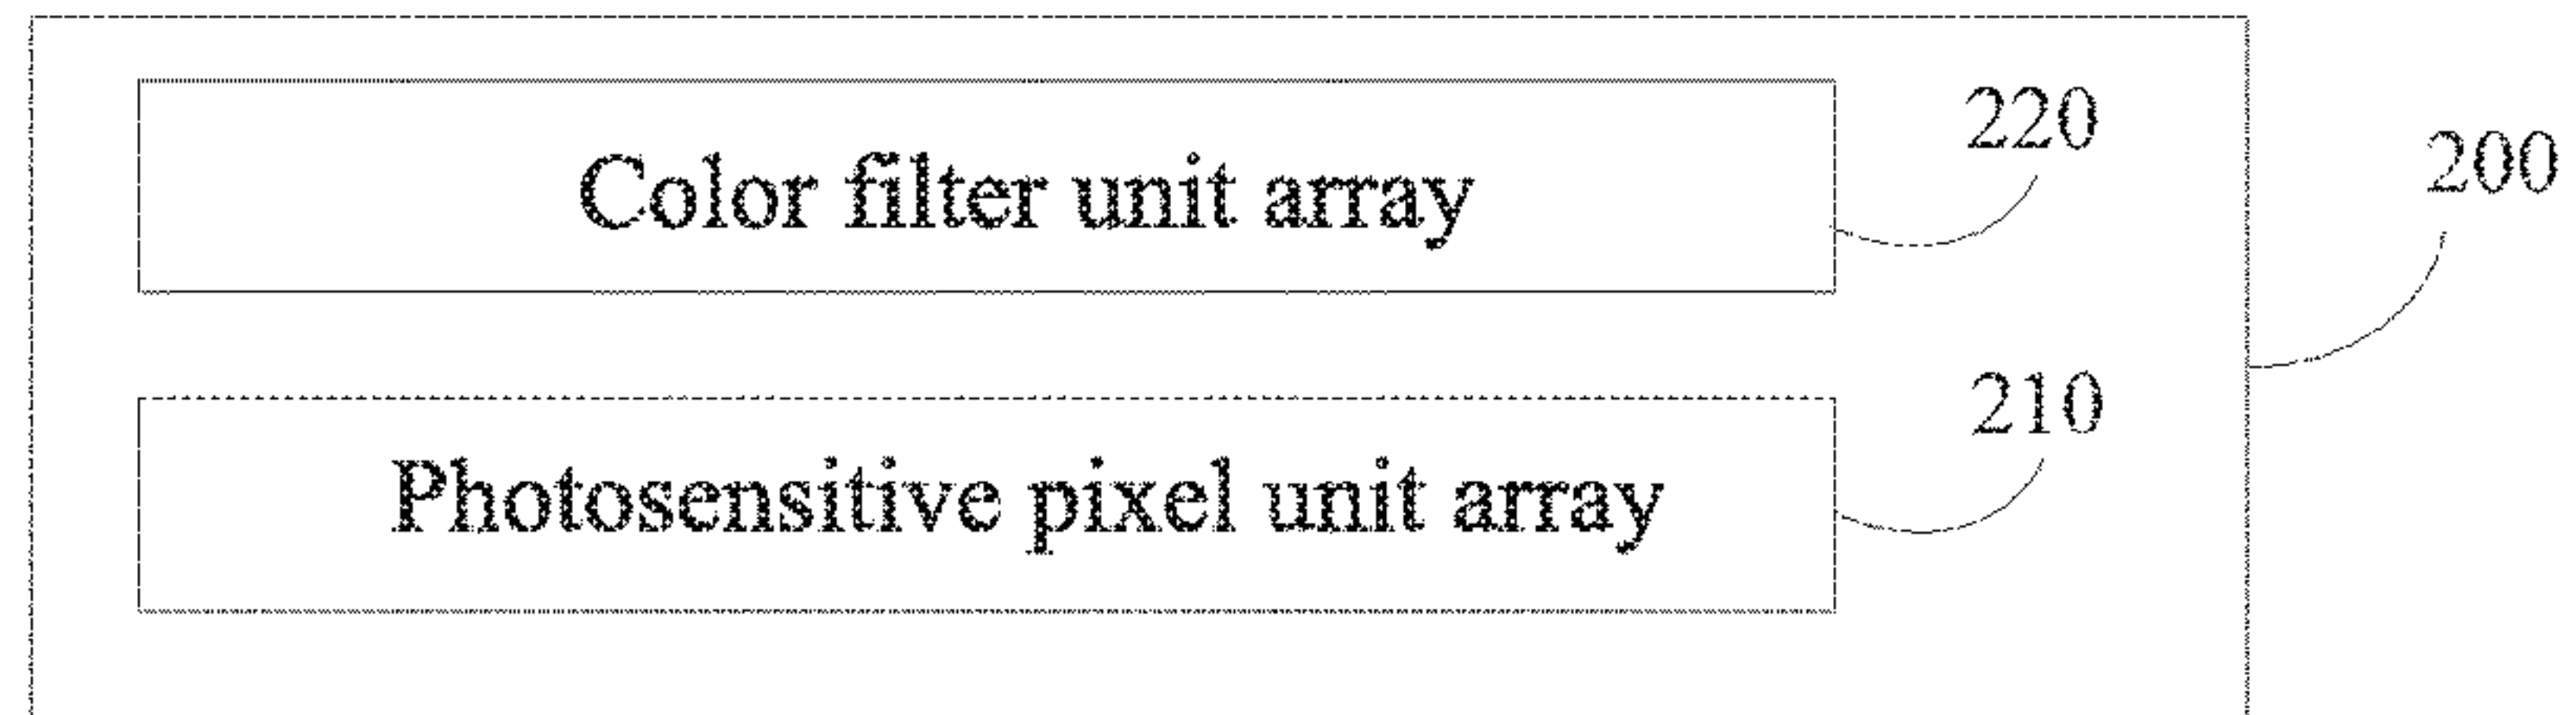 Color filter unit array
220
200
Photosensitive pixel unit array
210